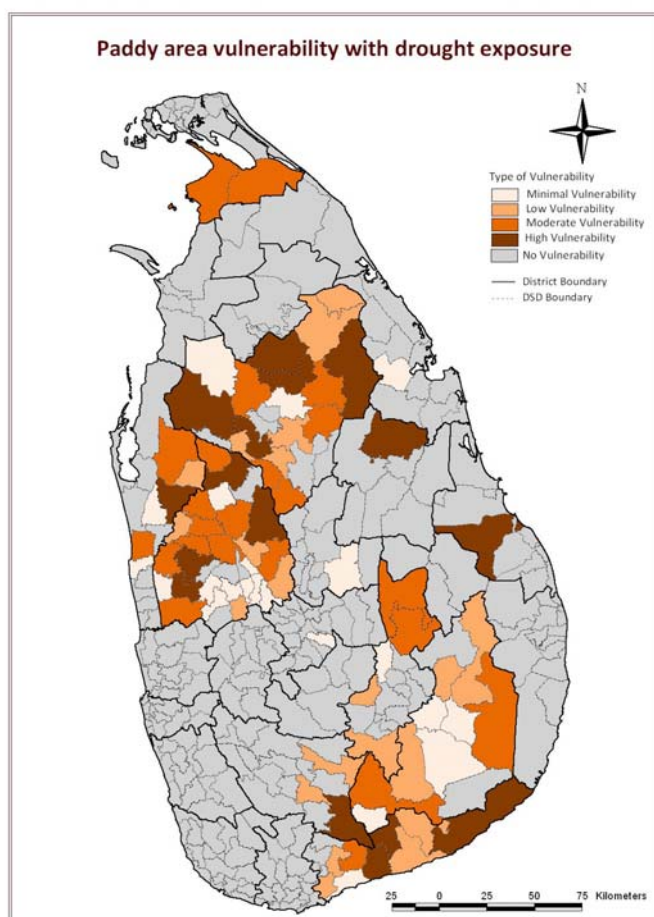 Paddy area vulnerability with drought exposure
N
Type of Vulnerability
Minimal Vulnerability
Low Vulnerability
Moderate Vulnerability
High Vulnerability
No Vulnerability
District Boundary
DSD Boundary
25 0 25 50 75 Kilometers